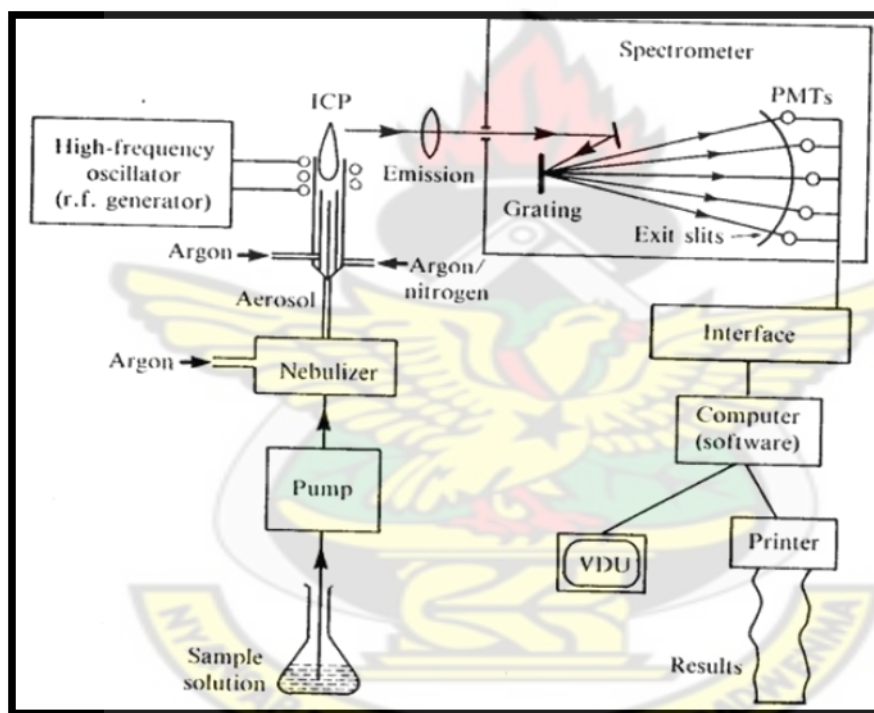 Spectrometer
ICP
PMTs
High-frequency
oscillator
(r.f. generator)
Emission
Grating
Exit slits
Argon
Argon/
nitrogen
Aerosol
Interface
Argon
Nebulizer
Computer
(software)
Pump
VDU
Printer
Sample
solution
Results